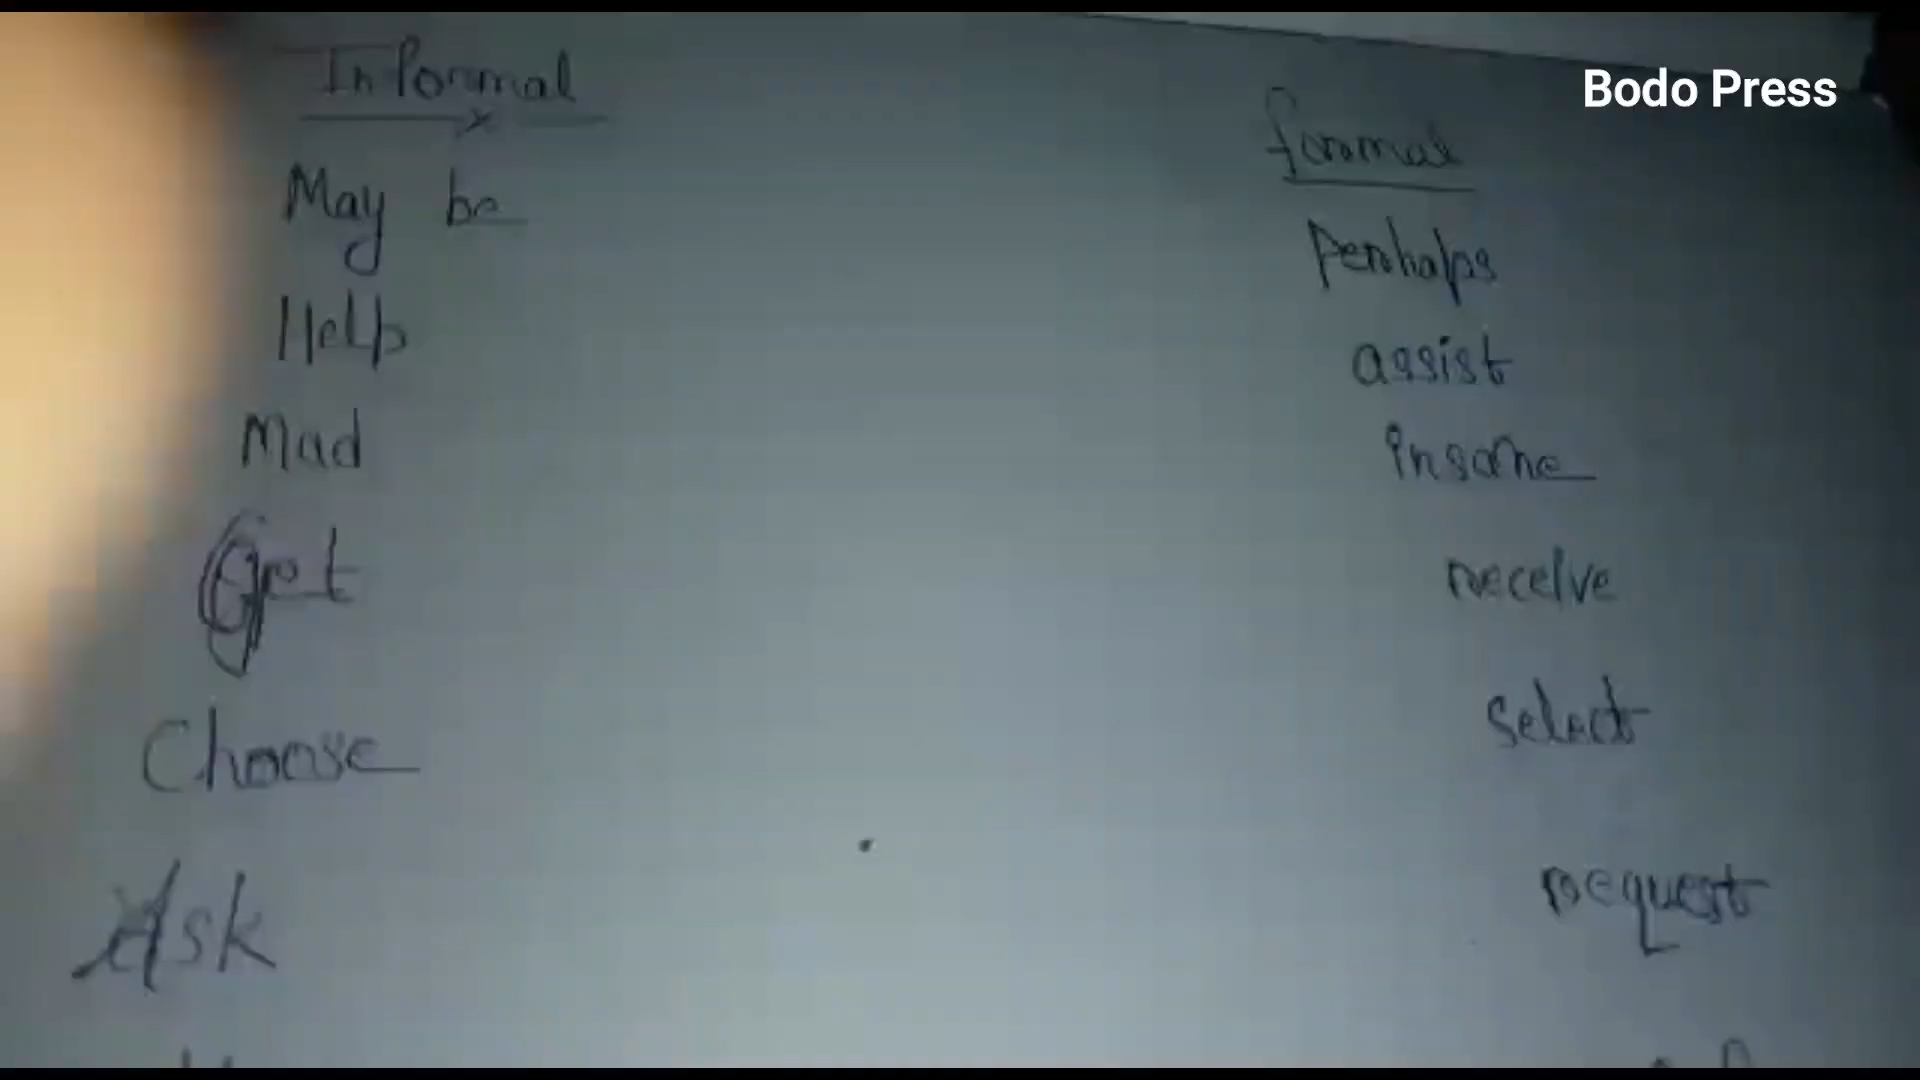 Bodo Press
Informal
formal
May be
perhaps
Help
assist
Mad
insane
Get
receive
Choose
select
Ask
request